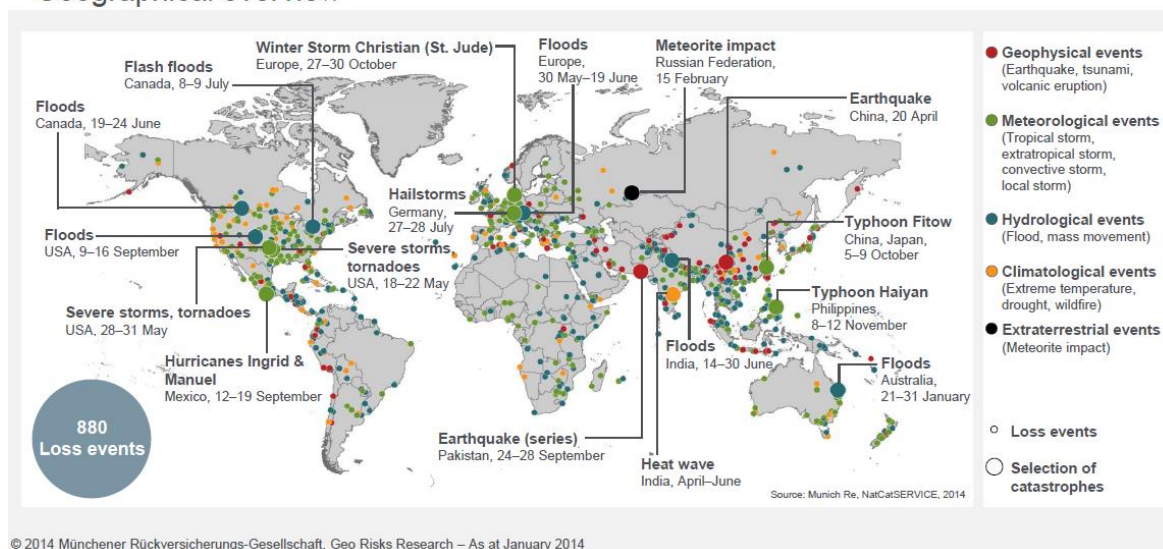 Geographical overview
Winter Storm Christian (St. Jude)
Europe, 27–30 October
Floods
Europe,
30 May–19 June
Meteorite impact
Russian Federation,
15 February
Flash floods
Canada, 8–9 July
Floods
Canada, 19–24 June
Earthquake
China, 20 April
Hailstorms
Germany,
27–28 July
Floods
USA, 9–16 September
Severe storms,
tornadoes
USA, 18–22 May
Typhoon Fitow
China, Japan,
5–9 October
Severe storms, tornadoes
USA, 28–31 May
Typhoon Haiyan
Philippines,
8–12 November
Hurricanes Ingrid &
Manuel
Mexico, 12–19 September
Floods
India, 14–30 June
Floods
Australia,
21–31 January
Earthquake (series)
Pakistan, 24–28 September
Heat wave
India, April–June
880
Loss events
Source: Munich Re, NatCatSERVICE, 2014
Geophysical events
(Earthquake, tsunami,
volcanic eruption)
Meteorological events
(Tropical storm,
extratropical storm,
convective storm,
local storm)
Hydrological events
(Flood, mass movement)
Climatological events
(Extreme temperature,
drought, wildfire)
Extraterrestrial events
(Meteorite impact)
Loss events
Selection of
catastrophes
© 2014 Münchener Rückversicherungs-Gesellschaft, Geo Risks Research – As at January 2014